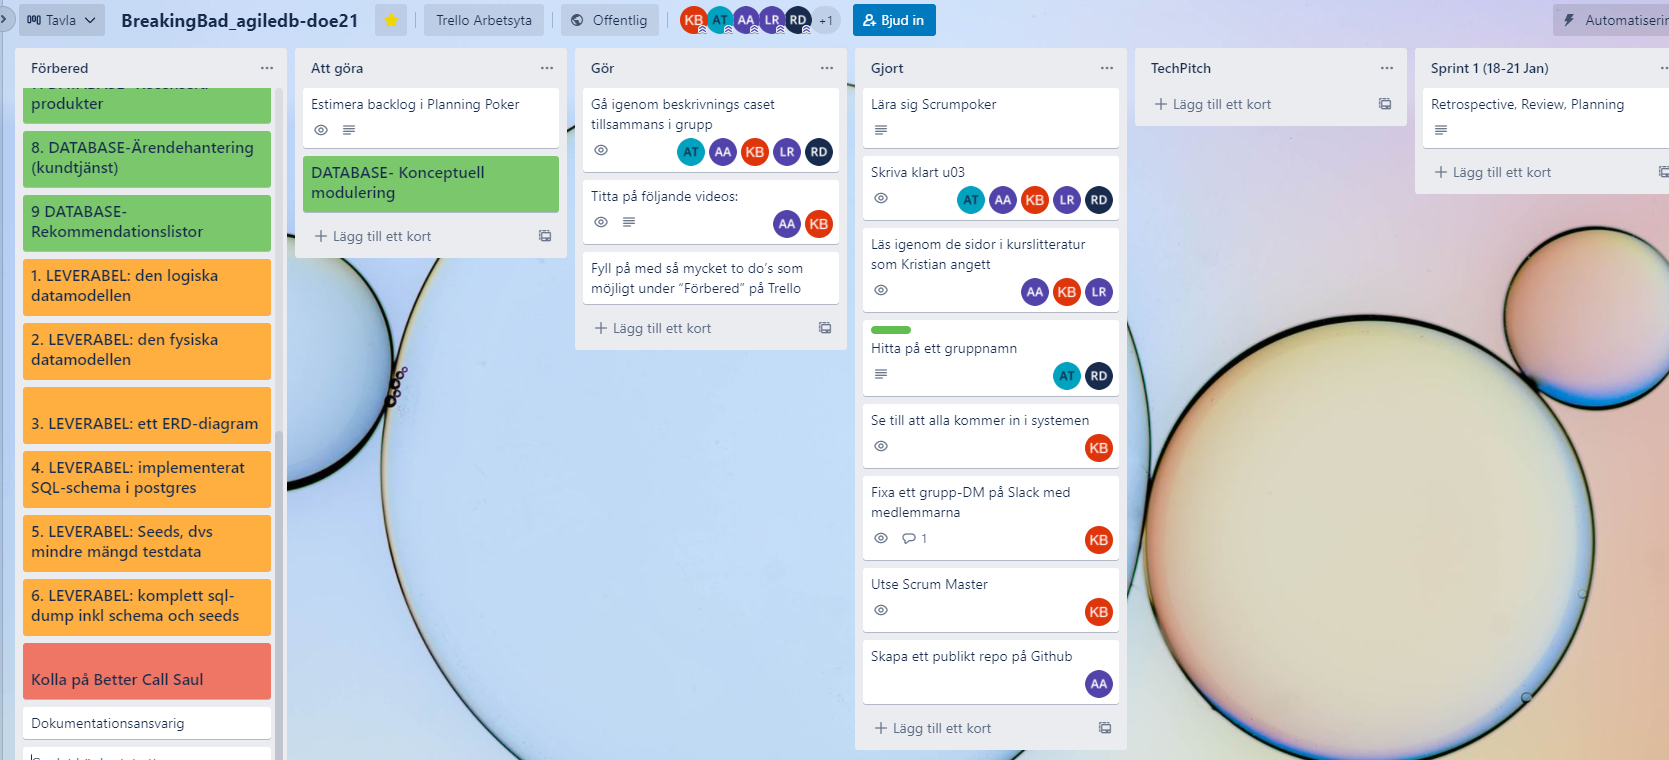 Tavla
BreakingBad_agiledb-doe21
Trello Arbetsyta
Offentlig
KB
AT
AA
LR
RD
+1
Bjud in
Förbered
produkter
8. DATABASE-Ärendehantering
(kundtjänst)
9 DATABASE-
Rekommendationslistor
1. LEVERABEL: den logiska
datamodellen
2. LEVERABEL: den fysiska
datamodellen
3. LEVERABEL: ett ERD-diagram
4. LEVERABEL: implementerat
SQL-schema i postgres
5. LEVERABEL: Seeds, dvs
mindre mängd testdata
6. LEVERABEL: komplett sql-
dump inkl schema och seeds
Kolla på Better Call Saul
Dokumentationsansvarig
Att göra
Estimera backlog i Planning Poker
DATABASE- Konceptuell
modulering
Lägg till ett kort
Gör
Gå igenom beskrivnings caset
tillsammans i grupp
AT AA KB LR RD
Titta på följande videos:
AA KB
Fyll på med så mycket to do’s som
möjligt under “Förbered” på Trello
Lägg till ett kort
Gjort
Lära sig Scrumpoker
Skriva klart u03
AT AA KB LR RD
Läs igenom de sidor i kurslitteratur
som Kristian angett
AA KB LR
Hitta på ett gruppnamn
AT RD
Se till att alla kommer in i systemen
KB
Fixa ett grupp-DM på Slack med
medlemmarna
1
KB
Utse Scrum Master
KB
Skapa ett publikt repo på Github
AA
Lägg till ett kort
TechPitch
Lägg till ett kort
Sprint 1 (18-21 Jan)
Retrospective, Review, Planning
Lägg till ett kort